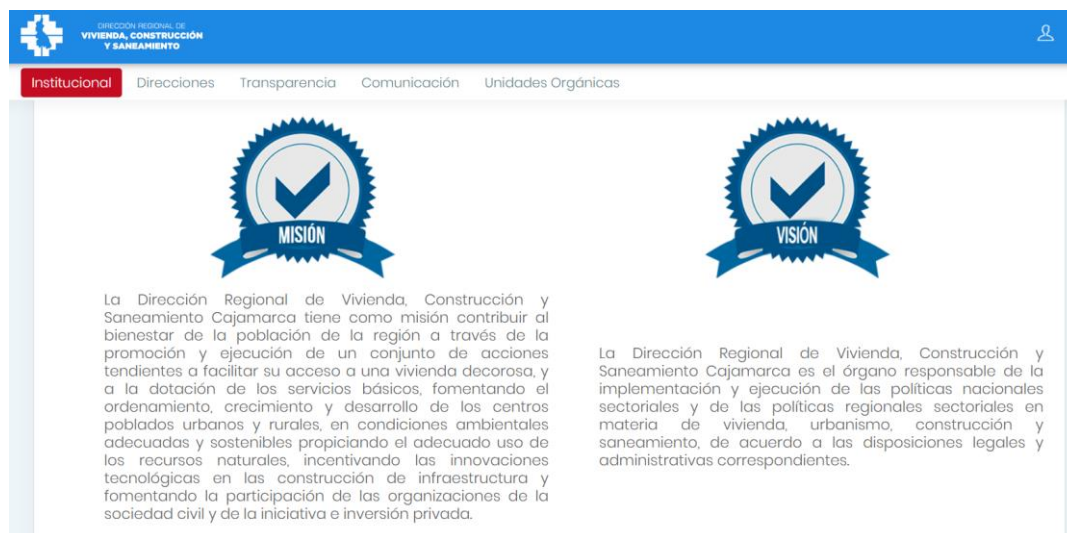 DIRECCIÓN REGIONAL DE
VIVIENDA, CONSTRUCCIÓN
Y SANEAMIENTO
Institucional Direcciones Transparencia Comunicación Unidades Orgánicas
MISIÓN
La Dirección Regional de Vivienda, Construcción y
Saneamiento Cajamarca tiene como misión contribuir al
bienestar de la población de la región a través de la
promoción y ejecución de un conjunto de acciones
tendientes a facilitar su acceso a una vivienda decorosa, y
a la dotación de los servicios básicos, fomentando el
ordenamiento, crecimiento y desarrollo de los centros
poblados urbanos y rurales, en condiciones ambientales
adecuadas y sostenibles propiciando el adecuado uso de
los recursos naturales, incentivando las innovaciones
tecnológicas en las construcción de infraestructura y
fomentando la participación de las organizaciones de la
sociedad civil y de la iniciativa e inversión privada.
VISIÓN
La Dirección Regional de Vivienda, Construcción y
Saneamiento Cajamarca es el órgano responsable de la
implementación y ejecución de las políticas nacionales
sectoriales y de las políticas regionales sectoriales en
materia de vivienda, urbanismo, construcción y
saneamiento, de acuerdo a las disposiciones legales y
administrativas correspondientes.